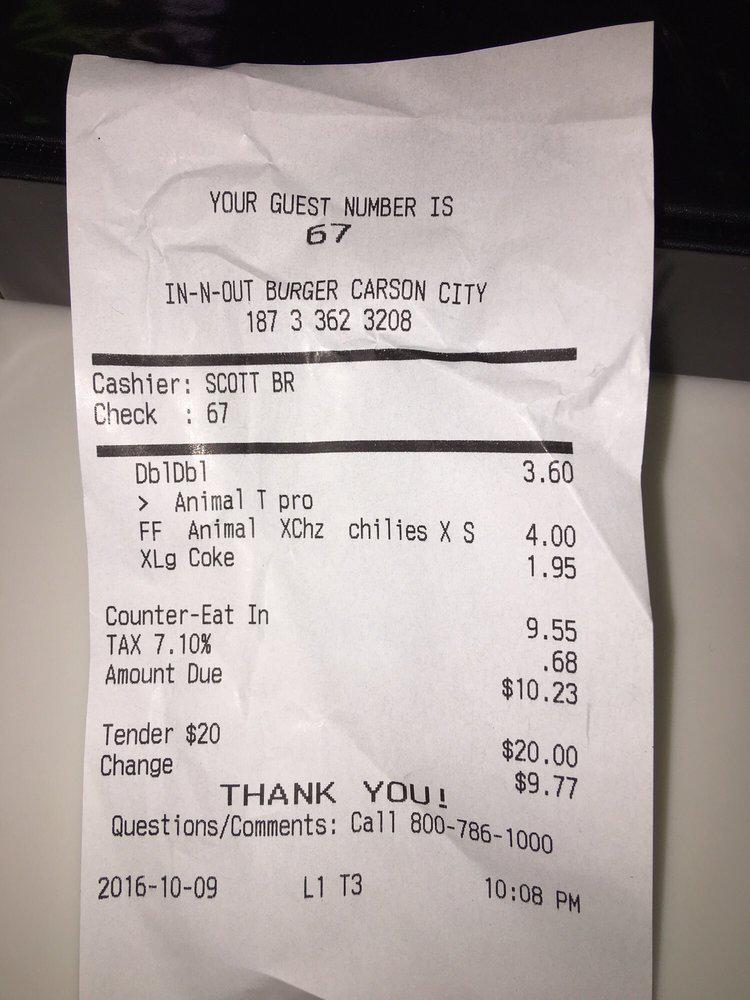 YOUR GUEST NUMBER IS
67
IN-N-OUT BURGER CARSON CITY
187 3 362 3208
Cashier: SCOTT BR
Check : 67
DblDbl 3.60
> Animal T pro
FF Animal XChz chilies X S 4.00
XLg Coke 1.95
Counter-Eat In 9.55
TAX 7.10% .68
Amount Due $10.23
Tender $20 $20.00
Change $9.77
THANK YOU!
Questions/Comments: Call 800-786-1000
2016-10-09 L1 T3 10:08 PM